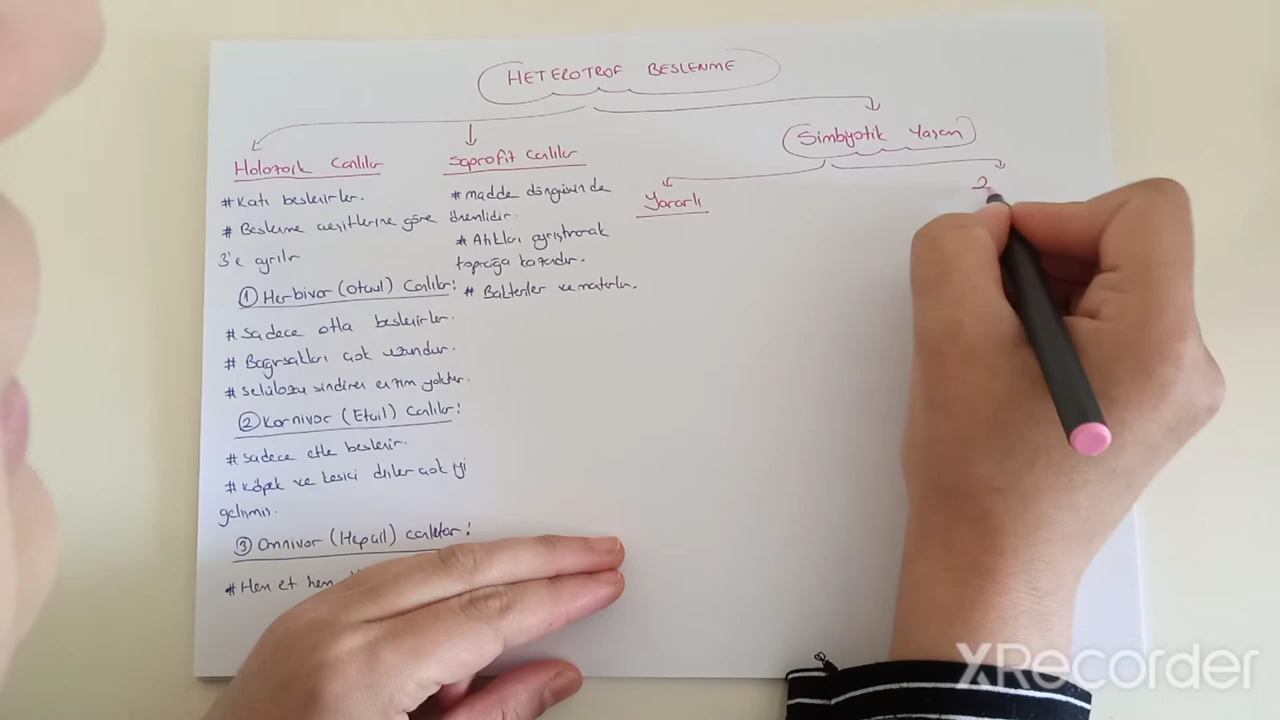 HETEROTROF BESLENME
Holozoik Canlılar
# Katı beslenirler.
# Beslenme çeşitlerine göre
3'e ayrılır
① Herbivor (Otçul) Canlılar:
# Sadece otla beslenirler.
# Bağırsakları çok uzundur.
# Selülozu sindiren enzim yoktur.
② Karnivor (Etçil) Canlılar:
# Sadece etle beslenir.
# Köpek ve kesici dişler çok iyi
gelişmiş.
③ Omnivor (Hepçil) canlılar:
# Hem et hem
Saprofit Canlılar
# madde döngüsünde
önemlidir.
# Atıkları ayrıştırarak
toprağa kazadır.
# Bakteriler ve mantarlar.
Simbiyotik Yaşam
Yararlı
XRecorder